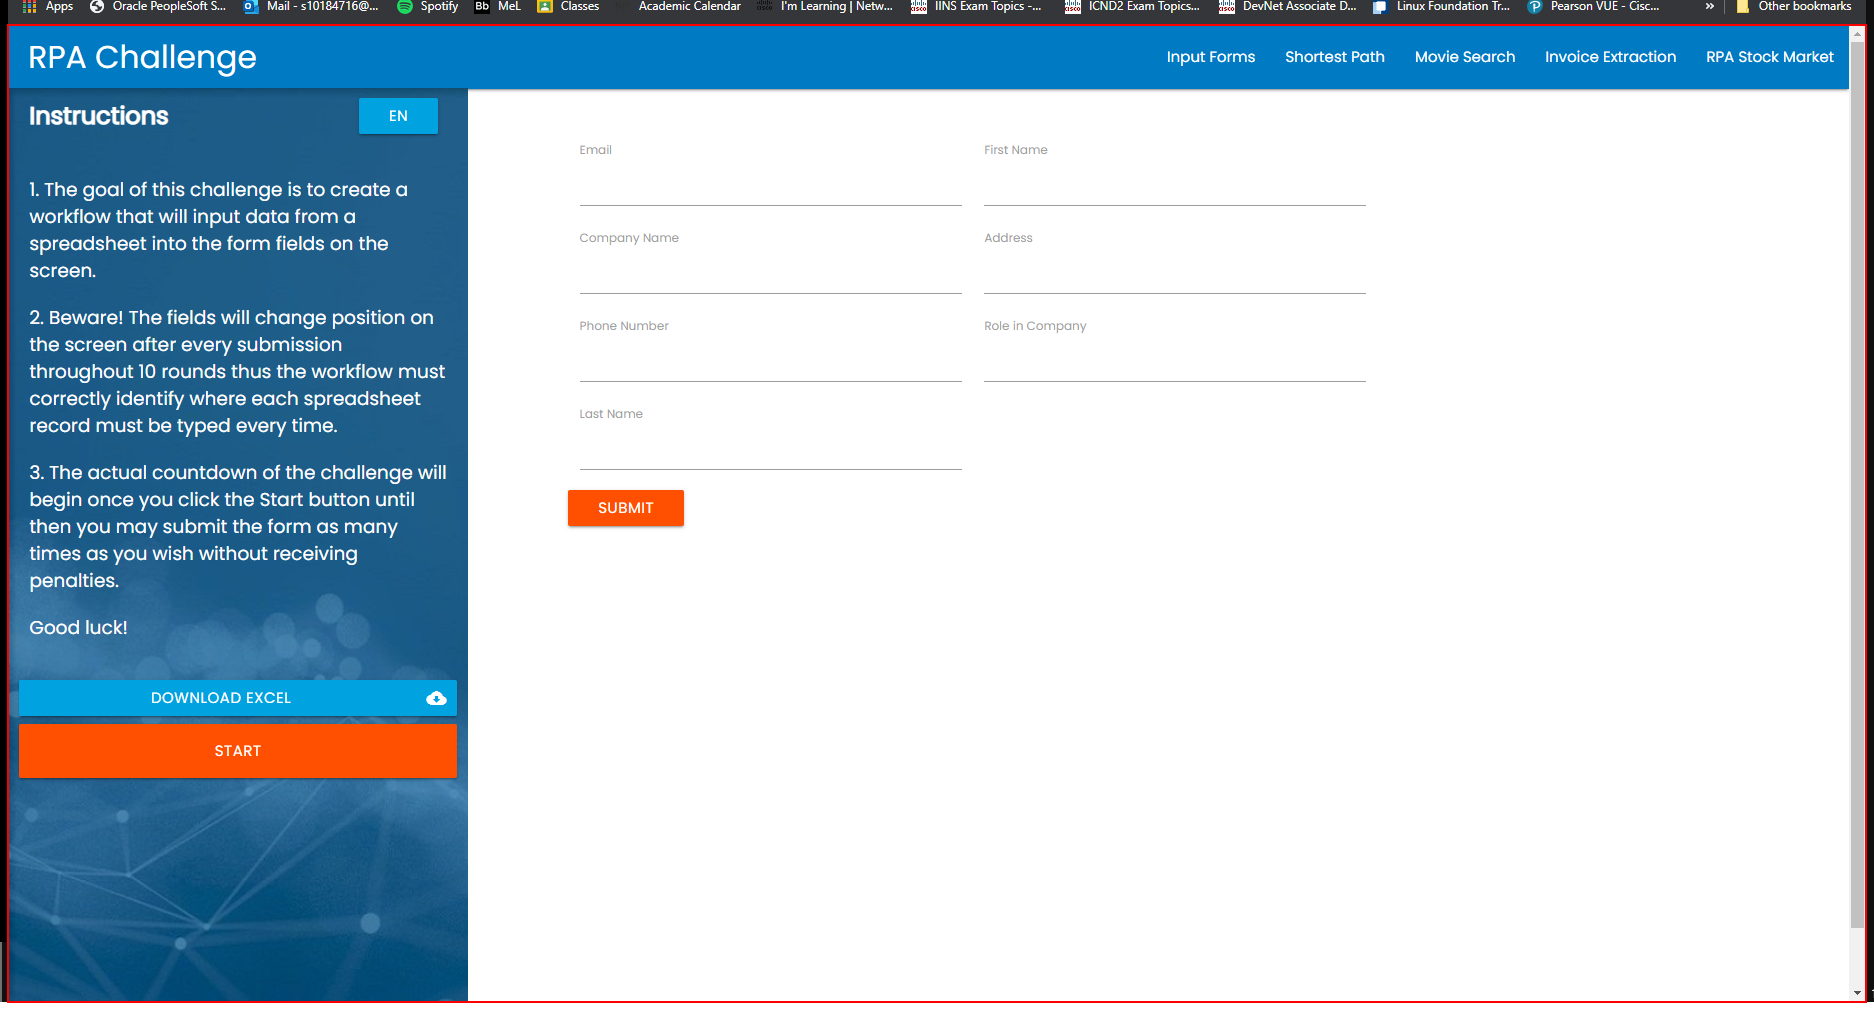 Apps Oracle PeopleSoft S... Mail - s10184716@... Spotify Bb MeL Classes Academic Calendar I'm Learning | Netw... IINS Exam Topics -... ICND2 Exam Topics... DevNet Associate D... Linux Foundation Tr... Pearson VUE - Cisc... » Other bookmarks
RPA Challenge
Input Forms Shortest Path Movie Search Invoice Extraction RPA Stock Market
Instructions
EN
1. The goal of this challenge is to create a
workflow that will input data from a
spreadsheet into the form fields on the
screen.
2. Beware! The fields will change position on
the screen after every submission
throughout 10 rounds thus the workflow must
correctly identify where each spreadsheet
record must be typed every time.
3. The actual countdown of the challenge will
begin once you click the Start button until
then you may submit the form as many
times as you wish without receiving
penalties.
Good luck!
DOWNLOAD EXCEL
START
Email First Name
Company Name Address
Phone Number Role in Company
Last Name
SUBMIT